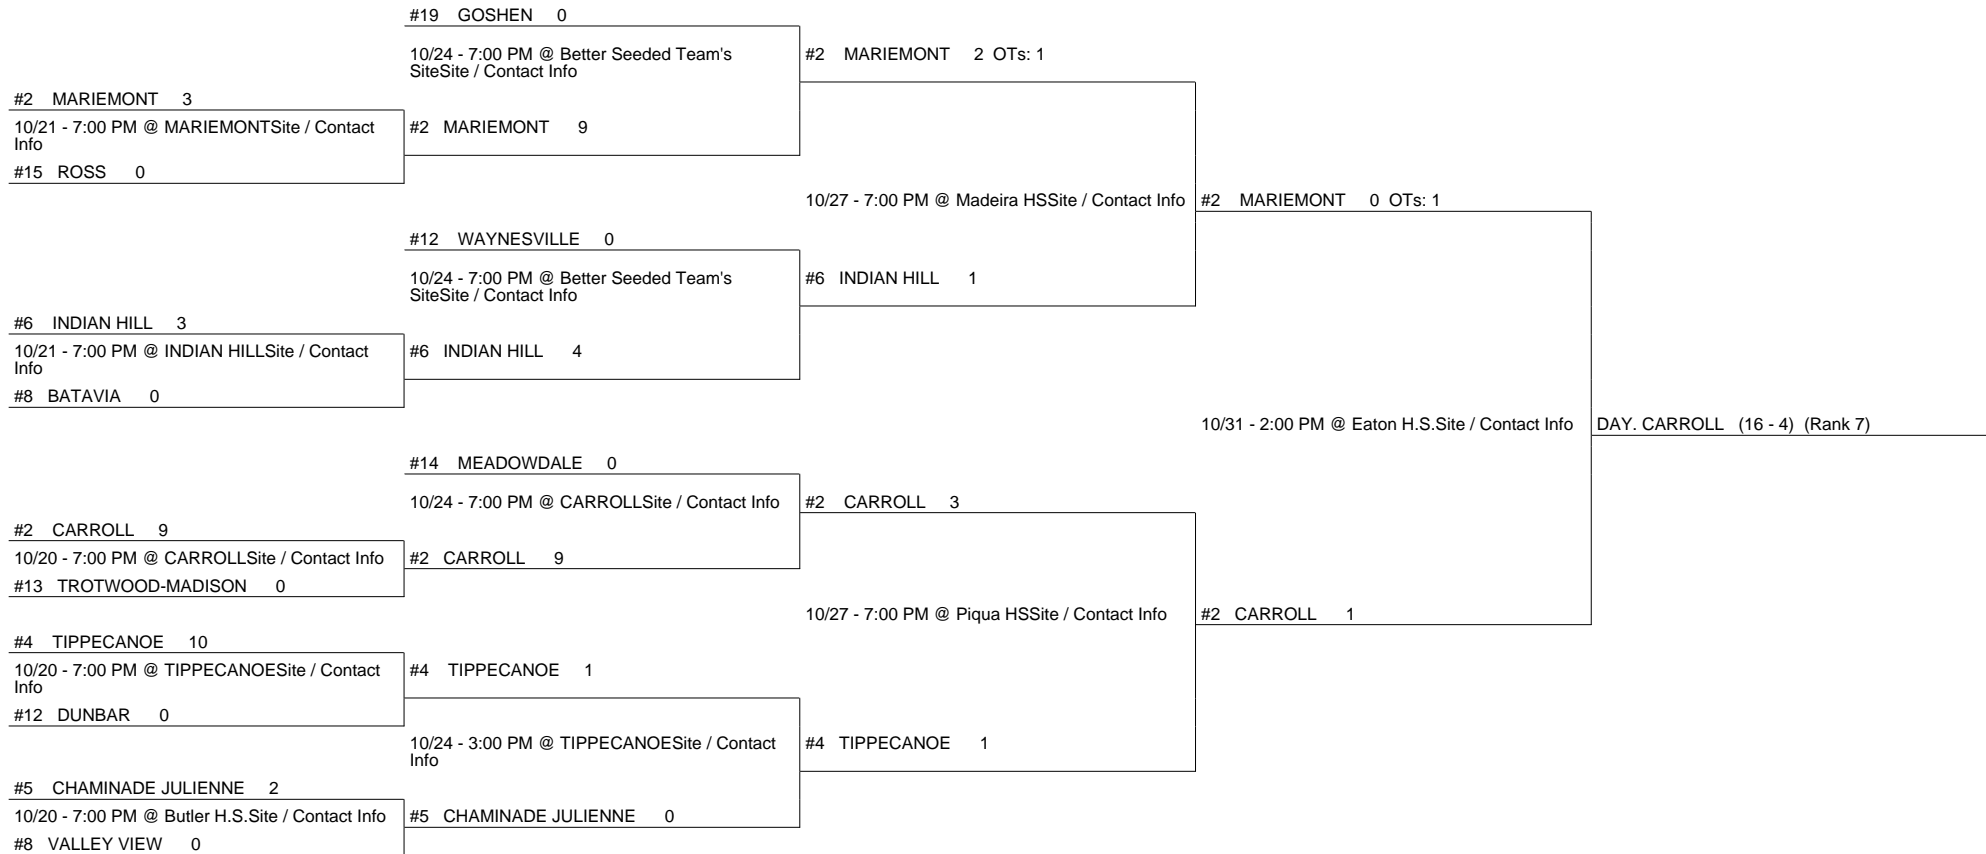 #19 GOSHEN 0
10/24 - 7:00 PM @ Better Seeded Team's
SiteSite / Contact Info
#2 MARIEMONT 2 OTs: 1
#2 MARIEMONT 3
10/21 - 7:00 PM @ MARIEMONTSite / Contact
Info
#2 MARIEMONT 9
#15 ROSS 0
10/27 - 7:00 PM @ Madeira HSSite / Contact Info
#2 MARIEMONT 0 OTs: 1
#12 WAYNESVILLE 0
10/24 - 7:00 PM @ Better Seeded Team's
SiteSite / Contact Info
#6 INDIAN HILL 1
#6 INDIAN HILL 3
10/21 - 7:00 PM @ INDIAN HILLSite / Contact
Info
#6 INDIAN HILL 4
#8 BATAVIA 0
10/31 - 2:00 PM @ Eaton H.S.Site / Contact Info
DAY. CARROLL (16 - 4) (Rank 7)
#14 MEADOWDALE 0
10/24 - 7:00 PM @ CARROLLSite / Contact Info
#2 CARROLL 3
#2 CARROLL 9
10/20 - 7:00 PM @ CARROLLSite / Contact Info
#2 CARROLL 9
#13 TROTWOOD-MADISON 0
10/27 - 7:00 PM @ Piqua HSSite / Contact Info
#2 CARROLL 1
#4 TIPPECANOE 10
10/20 - 7:00 PM @ TIPPECANOESite / Contact
Info
#4 TIPPECANOE 1
#12 DUNBAR 0
10/24 - 3:00 PM @ TIPPECANOESite / Contact
Info
#4 TIPPECANOE 1
#5 CHAMINADE JULIENNE 2
10/20 - 7:00 PM @ Butler H.S.Site / Contact Info
#5 CHAMINADE JULIENNE 0
#8 VALLEY VIEW 0